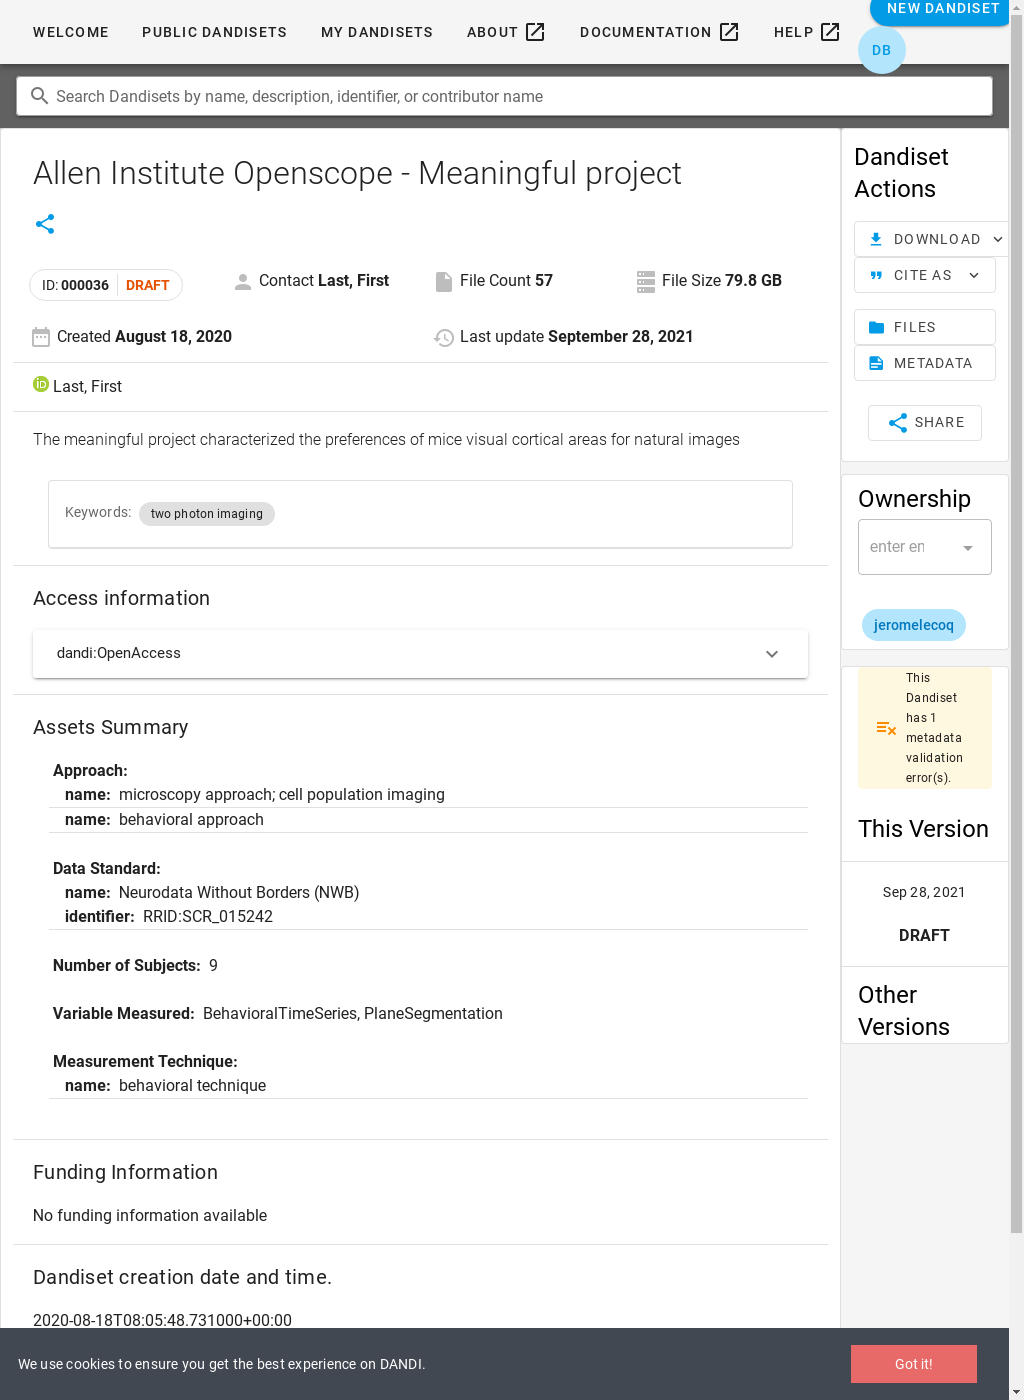 WELCOME PUBLIC DANDISETS MY DANDISETS ABOUT DOCUMENTATION HELP NEW DANDISET
DB
Search Dandisets by name, description, identifier, or contributor name
Allen Institute Openscope - Meaningful project
ID: 000036 DRAFT
Contact Last, First
File Count 57
File Size 79.8 GB
Created August 18, 2020
Last update September 28, 2021
iD Last, First
The meaningful project characterized the preferences of mice visual cortical areas for natural images
Keywords: two photon imaging
Access information
dandi:OpenAccess
Assets Summary
Approach:
name: microscopy approach; cell population imaging
name: behavioral approach
Data Standard:
name: Neurodata Without Borders (NWB)
identifier: RRID:SCR_015242
Number of Subjects: 9
Variable Measured: BehavioralTimeSeries, PlaneSegmentation
Measurement Technique:
name: behavioral technique
Funding Information
No funding information available
Dandiset creation date and time.
2020-08-18T08:05:48.731000+00:00
Dandiset
Actions
DOWNLOAD
CITE AS
FILES
METADATA
SHARE
Ownership
enter en
jeromelecoq
This
Dandiset
has 1
metadata
validation
error(s).
This Version
Sep 28, 2021
DRAFT
Other
Versions
We use cookies to ensure you get the best experience on DANDI.
Got it!